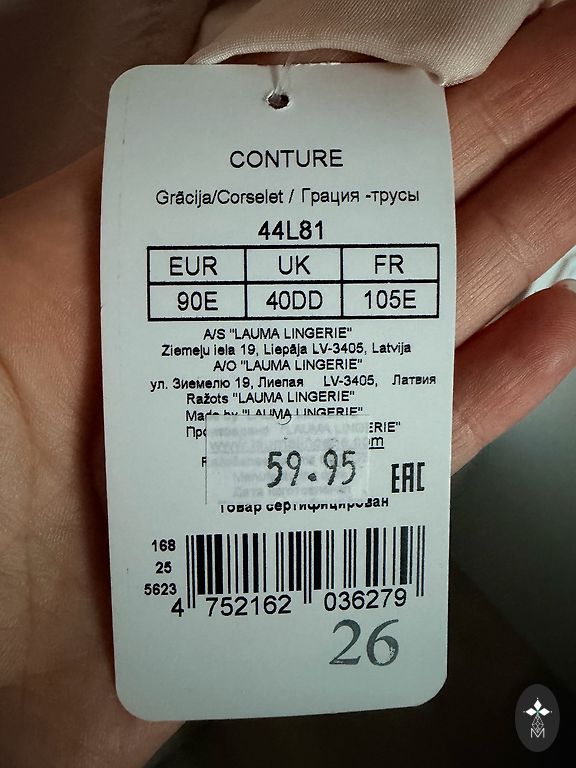 CONTURE
Grācija/Corselet / Грация -трусы
44L81
EUR UK FR
90E 40DD 105E
A/S "LAUMA LINGERIE"
Ziemeļu iela 19, Liepāja LV-3405, Latvija
A/O "LAUMA LINGERIE"
ул. Зиемелю 19, Лиепая LV-3405, Латвия
Ražots "LAUMA LINGERIE"
Made by "LAUMA LINGERIE"
59.95
EAC
Товар сертифицирован
168
25
5623
4 752162 036279
26
M